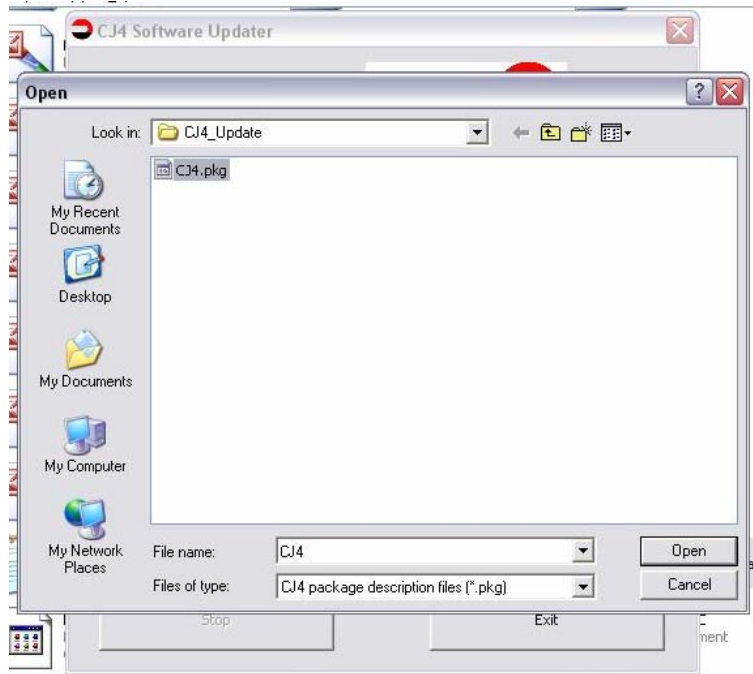 CJ4 Software Updater
Open
Look in:
CJ4_Update
CJ4.pkg
My Recent
Documents
Desktop
My Documents
My Computer
My Network
Places
File name:
CJ4
Open
Files of type:
CJ4 package description files (*.pkg)
Cancel
Stop
Exit
ment